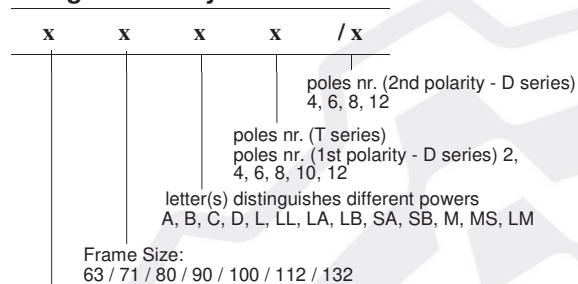 x x x x / x
poles nr. (2nd polarity - D series)
4, 6, 8, 12
poles nr. (T series)
poles nr. (1st polarity - D series) 2,
4, 6, 8, 10, 12
letter(s) distinguishes different powers
A, B, C, D, L, LL, LA, LB, SA, SB, M, MS, LM
Frame Size:
63 / 71 / 80 / 90 / 100 / 112 / 132